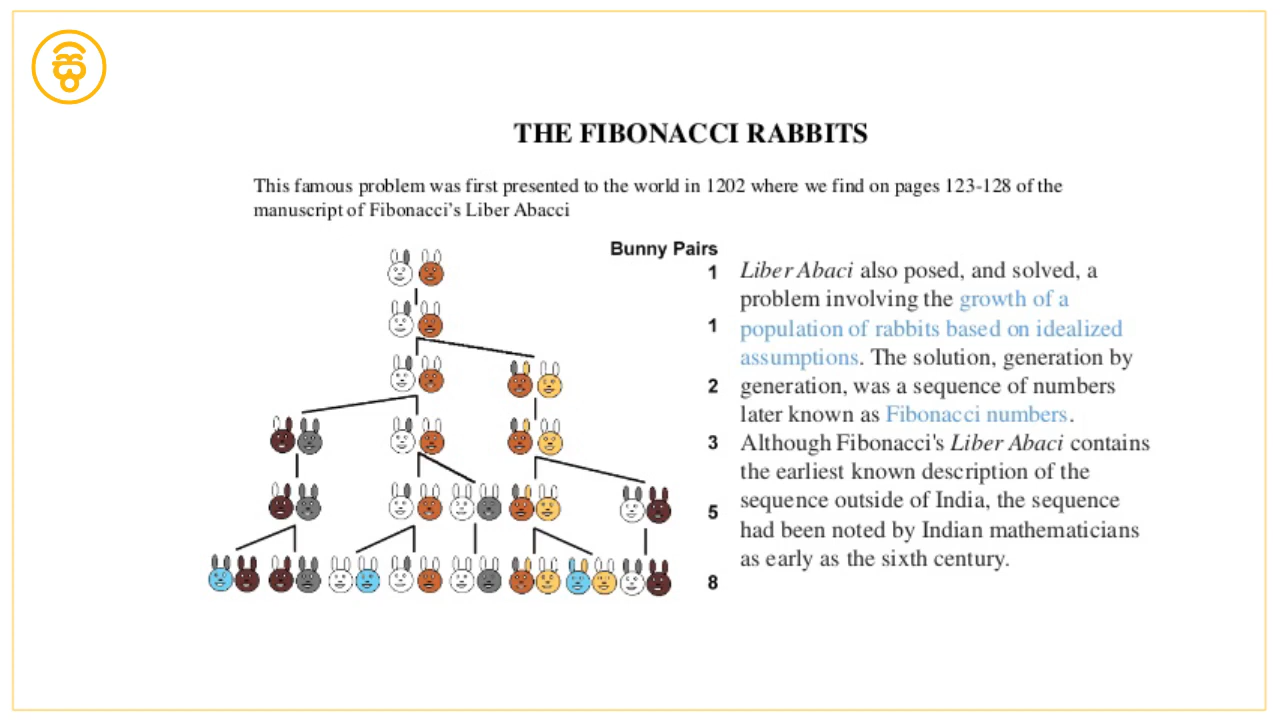 THE FIBONACCI RABBITS
This famous problem was first presented to the world in 1202 where we find on pages 123-128 of the
manuscript of Fibonacci's Liber Abacci
Bunny Pairs
1
1
2
3
5
8
Liber Abaci also posed, and solved, a
problem involving the growth of a
population of rabbits based on idealized
assumptions. The solution, generation by
generation, was a sequence of numbers
later known as Fibonacci numbers.
Although Fibonacci's Liber Abaci contains
the earliest known description of the
sequence outside of India, the sequence
had been noted by Indian mathematicians
as early as the sixth century.